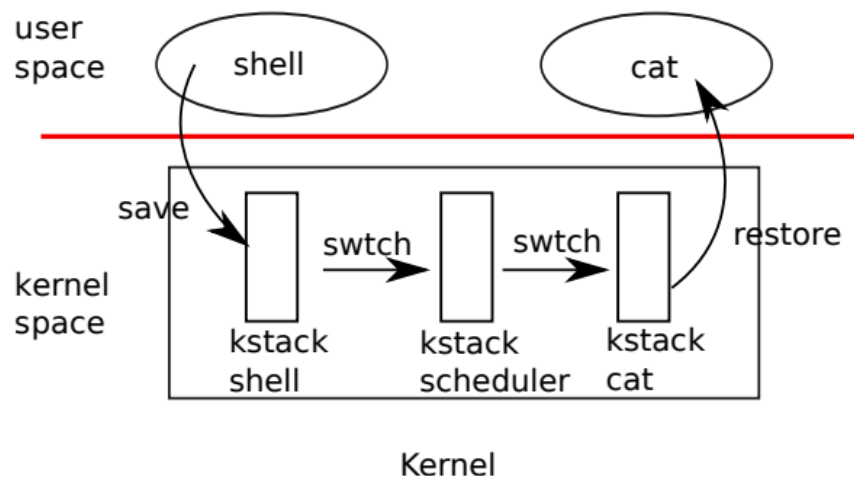 user
space
shell
cat
save
swtch
swtch
restore
kernel
space
kstack
shell
kstack
scheduler
kstack
cat
Kernel